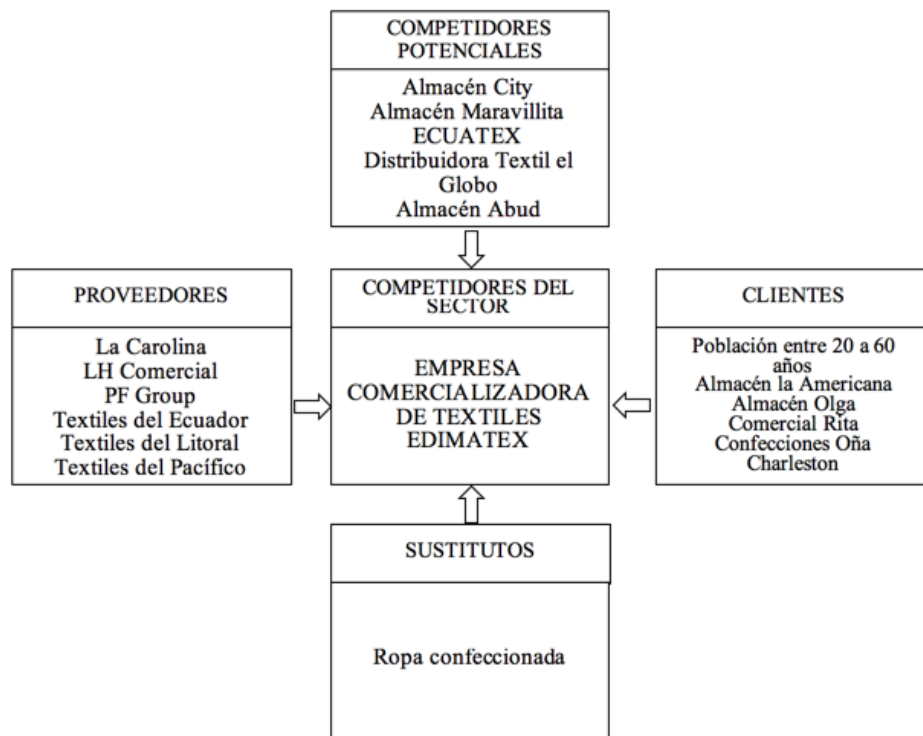 COMPETIDORES
POTENCIALES
Almacén City
Almacén Maravillita
ECUATEX
Distribuidora Textil el
Globo
Almacén Abud
PROVEEDORES
La Carolina
LH Comercial
PF Group
Textiles del Ecuador
Textiles del Litoral
Textiles del Pacífico
COMPETIDORES DEL
SECTOR
EMPRESA
COMERCIALIZADORA
DE TEXTILES
EDIMATEX
CLIENTES
Población entre 20 a 60
años
Almacén la Americana
Almacén Olga
Comercial Rita
Confecciones Oña
Charleston
SUSTITUTOS
Ropa confeccionada